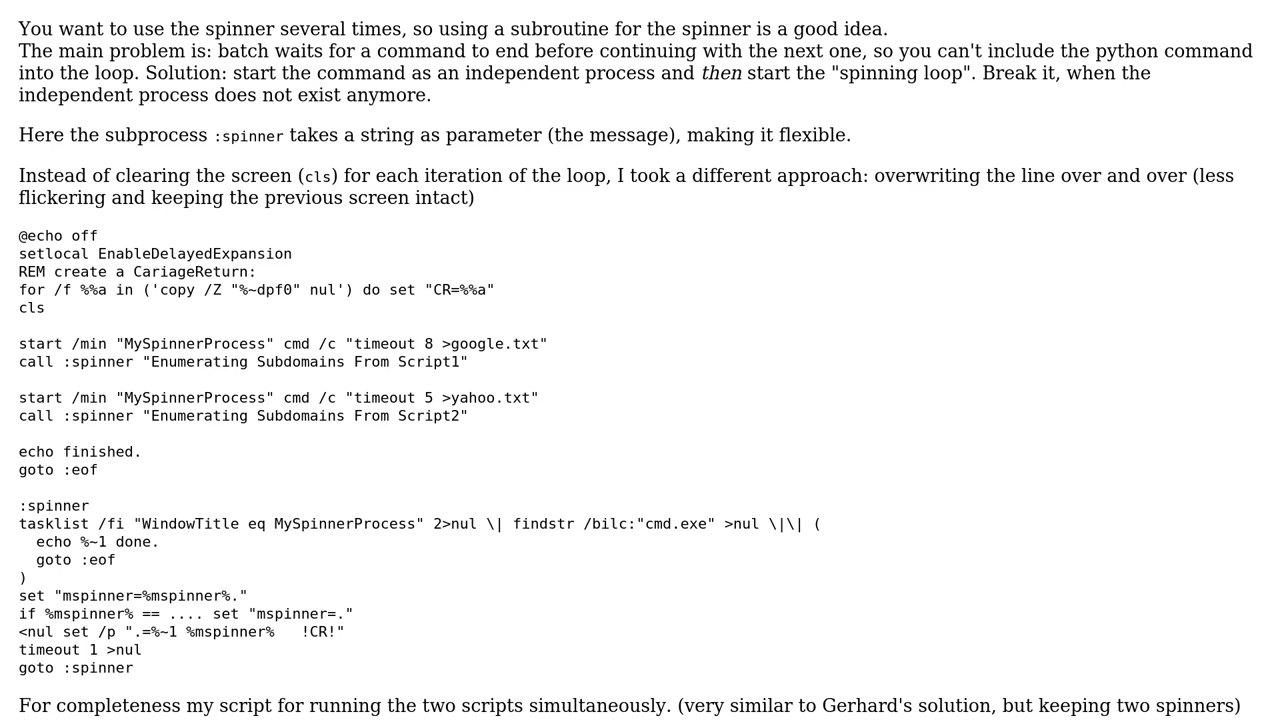 You want to use the spinner several times, so using a subroutine for the spinner is a good idea.
The main problem is: batch waits for a command to end before continuing with the next one, so you can't include the python command
into the loop. Solution: start the command as an independent process and then start the "spinning loop". Break it, when the
independent process does not exist anymore.

Here the subprocess :spinner takes a string as parameter (the message), making it flexible.

Instead of clearing the screen (cls) for each iteration of the loop, I took a different approach: overwriting the line over and over (less
flickering and keeping the previous screen intact)

@echo off
setlocal EnableDelayedExpansion
REM create a CariageReturn:
for /f %%a in ('copy /Z "%~dpf0" nul') do set "CR=%%a"
cls

start /min "MySpinnerProcess" cmd /c "timeout 8 >google.txt"
call :spinner "Enumerating Subdomains From Script1"

start /min "MySpinnerProcess" cmd /c "timeout 5 >yahoo.txt"
call :spinner "Enumerating Subdomains From Script2"

echo finished.
goto :eof

:spinner
tasklist /fi "WindowTitle eq MySpinnerProcess" 2>nul \| findstr /bilc:"cmd.exe" >nul \|\| (
  echo %~1 done.
  goto :eof
)
set "mspinner=%mspinner%."
if %mspinner% == .... set "mspinner=."
<nul set /p ".=%~1 %mspinner%   !CR!"
timeout 1 >nul
goto :spinner

For completeness my script for running the two scripts simultaneously. (very similar to Gerhard's solution, but keeping two spinners)